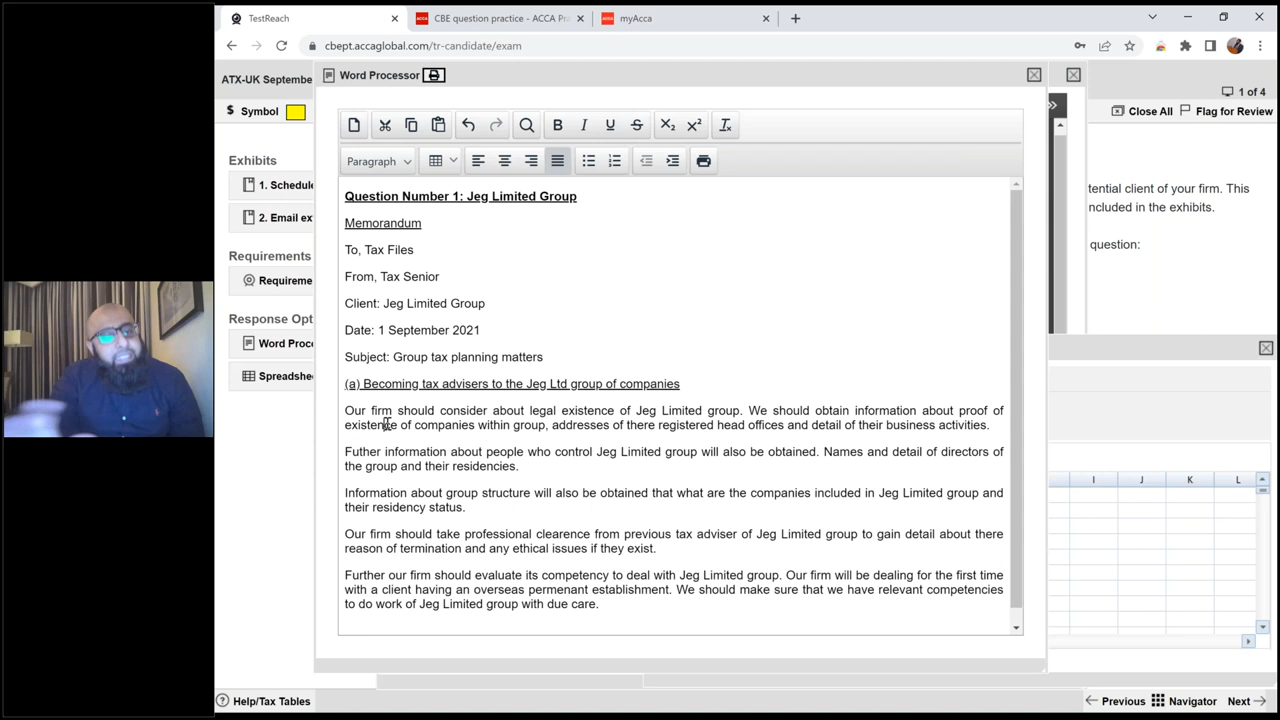 TestReach
CBE question practice - ACCA Pra
myAcca
cbept.accaglobal.com/tr-candidate/exam
ATX-UK Septembe
Word Processor
1 of 4
$ Symbol
Close All
Flag for Review
Exhibits
1. Schedul
2. Email ex
Requirements
Requireme
Response Opt
Word Proc
Spreadshe
Paragraph
Question Number 1: Jeg Limited Group
Memorandum
To, Tax Files
From, Tax Senior
Client: Jeg Limited Group
Date: 1 September 2021
Subject: Group tax planning matters
(a) Becoming tax advisers to the Jeg Ltd group of companies
Our firm should consider about legal existence of Jeg Limited group. We should obtain information about proof of
existence of companies within group, addresses of there registered head offices and detail of their business activities.
Futher information about people who control Jeg Limited group will also be obtained. Names and detail of directors of
the group and their residencies.
Information about group structure will also be obtained that what are the companies included in Jeg Limited group and
their residency status.
Our firm should take professional clearence from previous tax adviser of Jeg Limited group to gain detail about there
reason of termination and any ethical issues if they exist.
Further our firm should evaluate its competency to deal with Jeg Limited group. Our firm will be dealing for the first time
with a client having an overseas permenant establishment. We should make sure that we have relevant competencies
to do work of Jeg Limited group with due care.
tential client of your firm. This
ncluded in the exhibits.
question:
I J K L
Help/Tax Tables
Previous
Navigator
Next